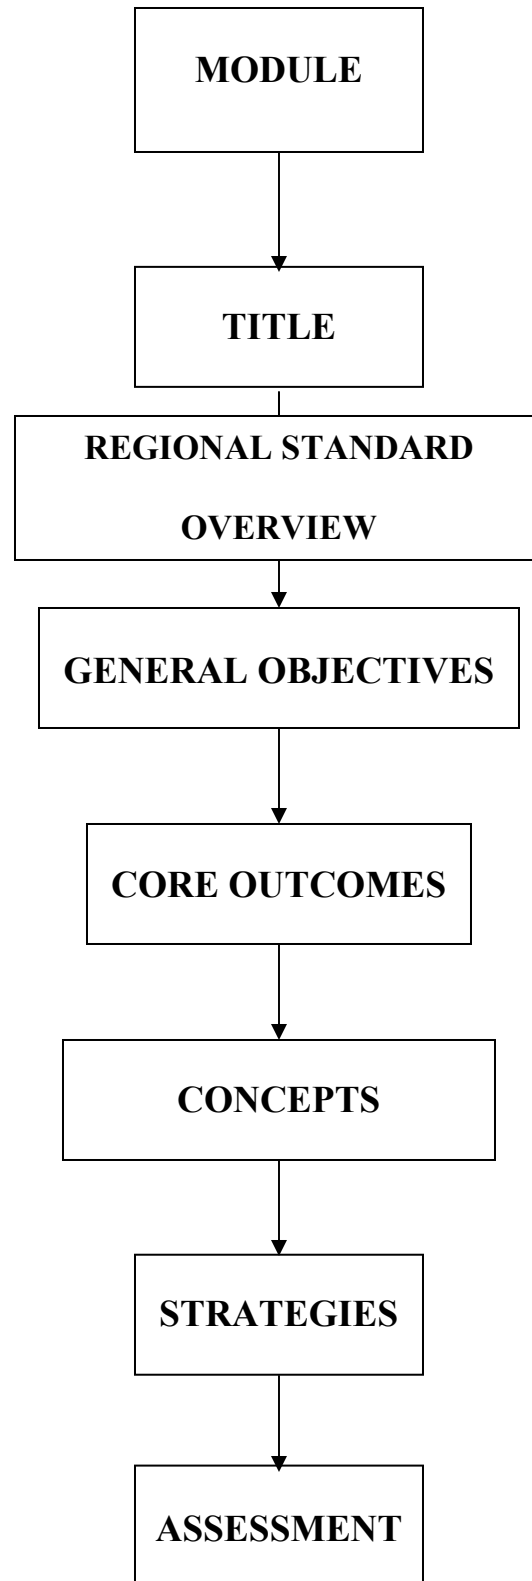 MODULE
TITLE
REGIONAL STANDARD
OVERVIEW
GENERAL OBJECTIVES
CORE OUTCOMES
CONCEPTS
STRATEGIES
ASSESSMENT